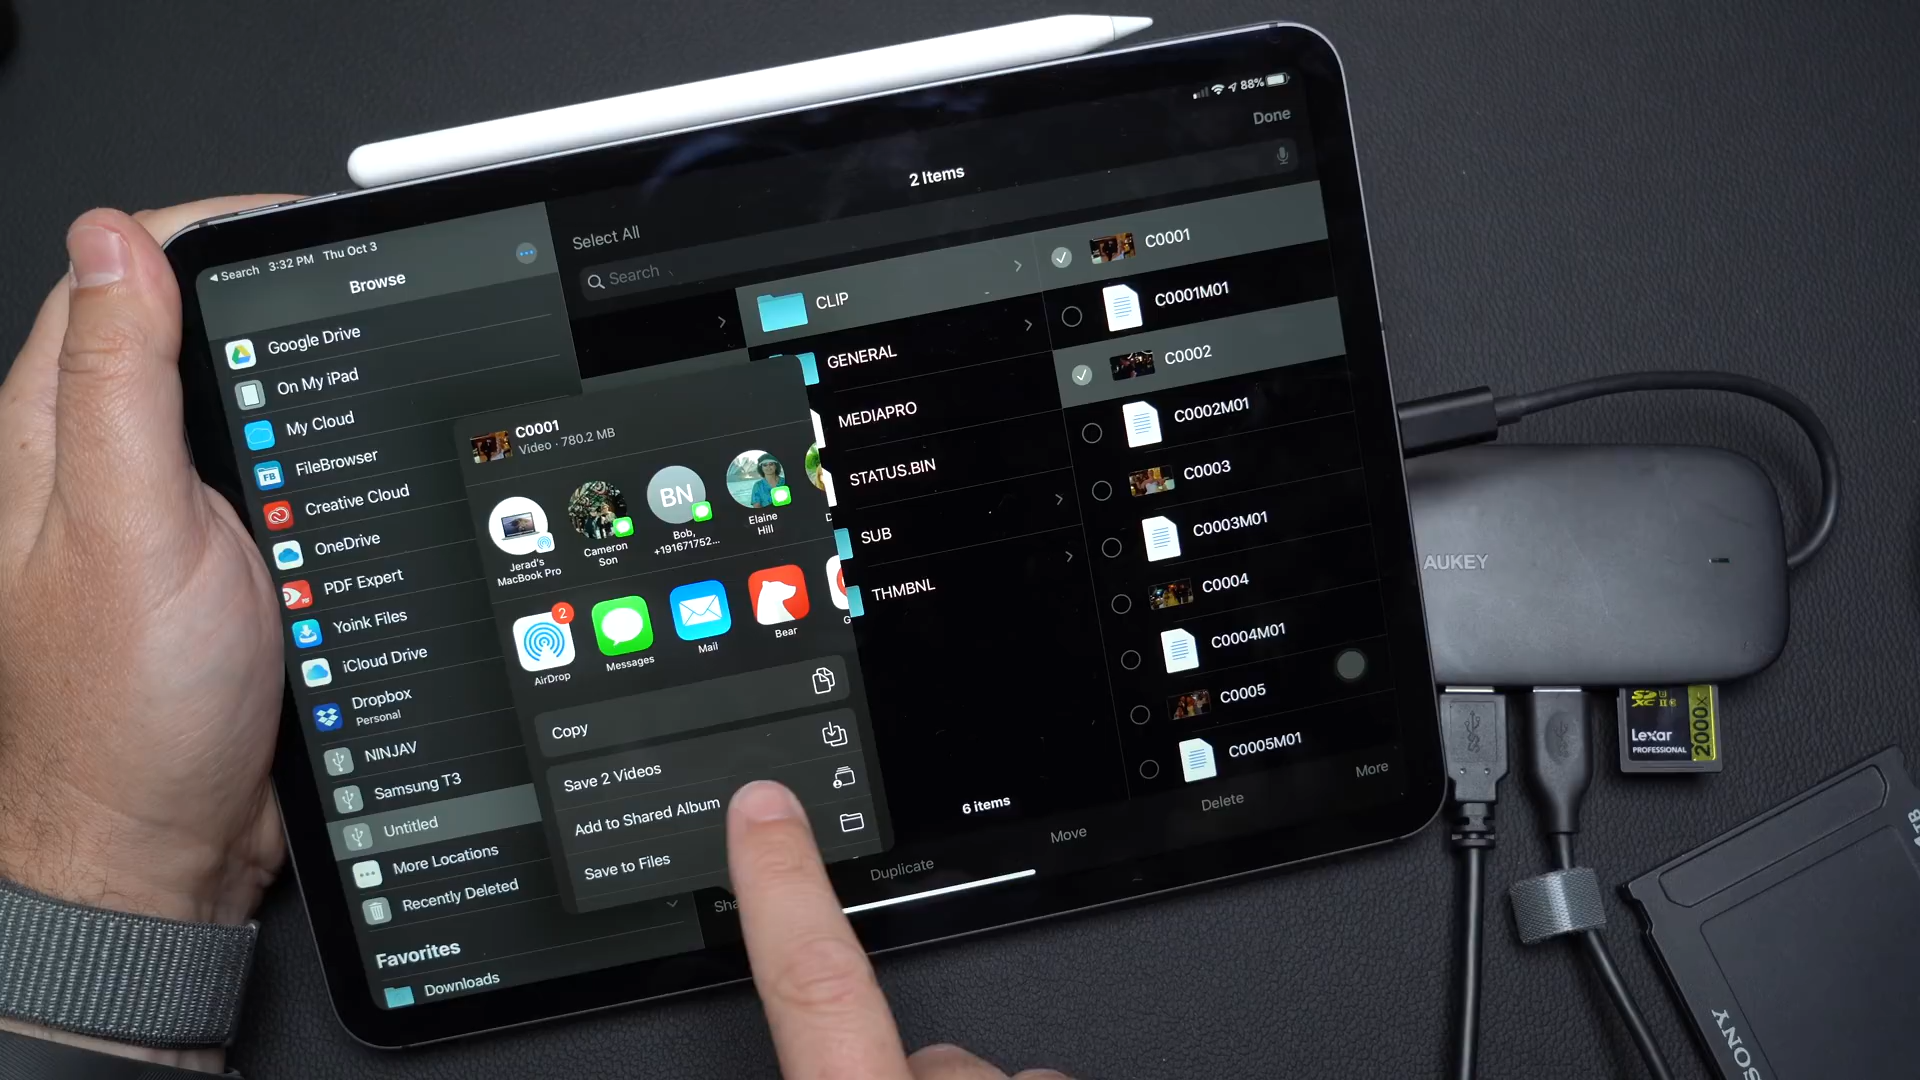 88%
Done
2 Items
◀ Search 3:32 PM Thu Oct 3
Browse
Select All
Search
Google Drive
On My iPad
My Cloud
FB
FileBrowser
Creative Cloud
OneDrive
PDF Expert
Yoink Files
iCloud Drive
Dropbox
Personal
NINJAV
Samsung T3
Untitled
More Locations
Recently Deleted
Favorites
Downloads
C0001
Video · 780.2 MB
Jerad's
MacBook Pro
Cameron
Son
BN
Bob,
+191671752...
Elaine
Hill
2
AirDrop
Messages
Mail
Bear
Copy
Save 2 Videos
Add to Shared Album
Save to Files
CLIP
GENERAL
MEDIAPRO
STATUS.BIN
SUB
THMBNL
6 items
C0001
C0001M01
C0002
C0002M01
C0003
C0003M01
C0004
C0004M01
C0005
C0005M01
Duplicate
Move
Delete
More
AUKEY
Lexar
PROFESSIONAL
2000x
SONY